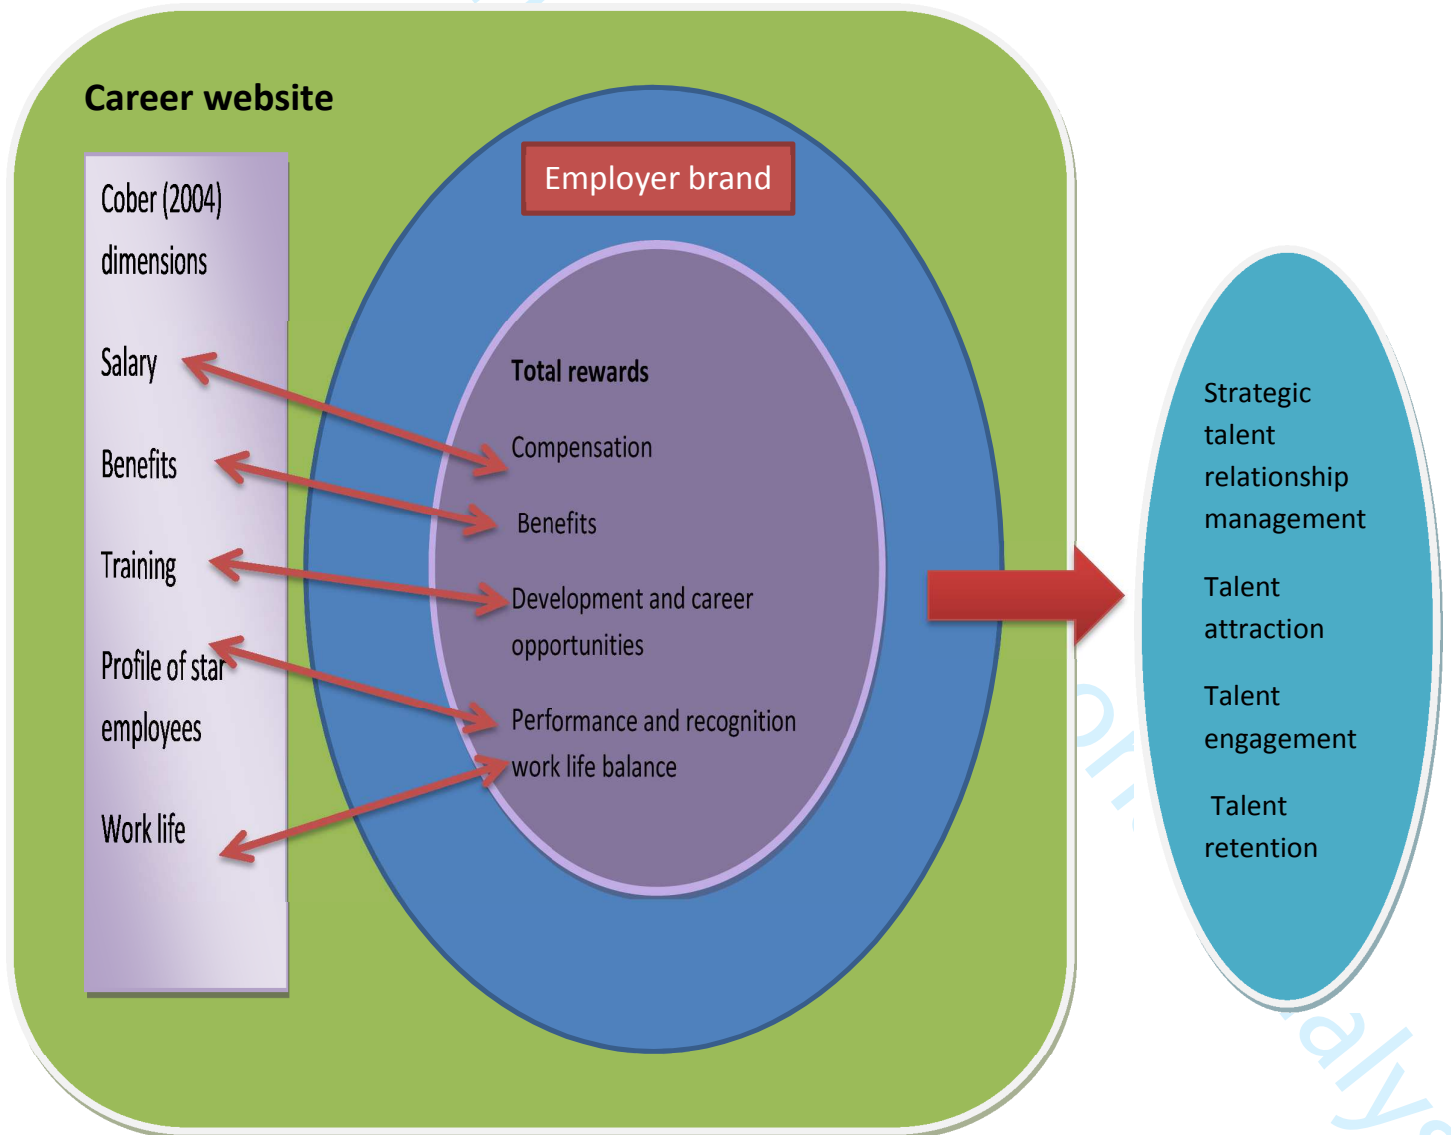 Career website
Cober (2004)
dimensions
Salary
Benefits
Training
Profile of star
employees
Work life
Employer brand
Total rewards
Compensation
Benefits
Development and career
opportunities
Performance and recognition
work life balance
Strategic
talent
relationship
management
Talent
attraction
Talent
engagement
Talent
retention